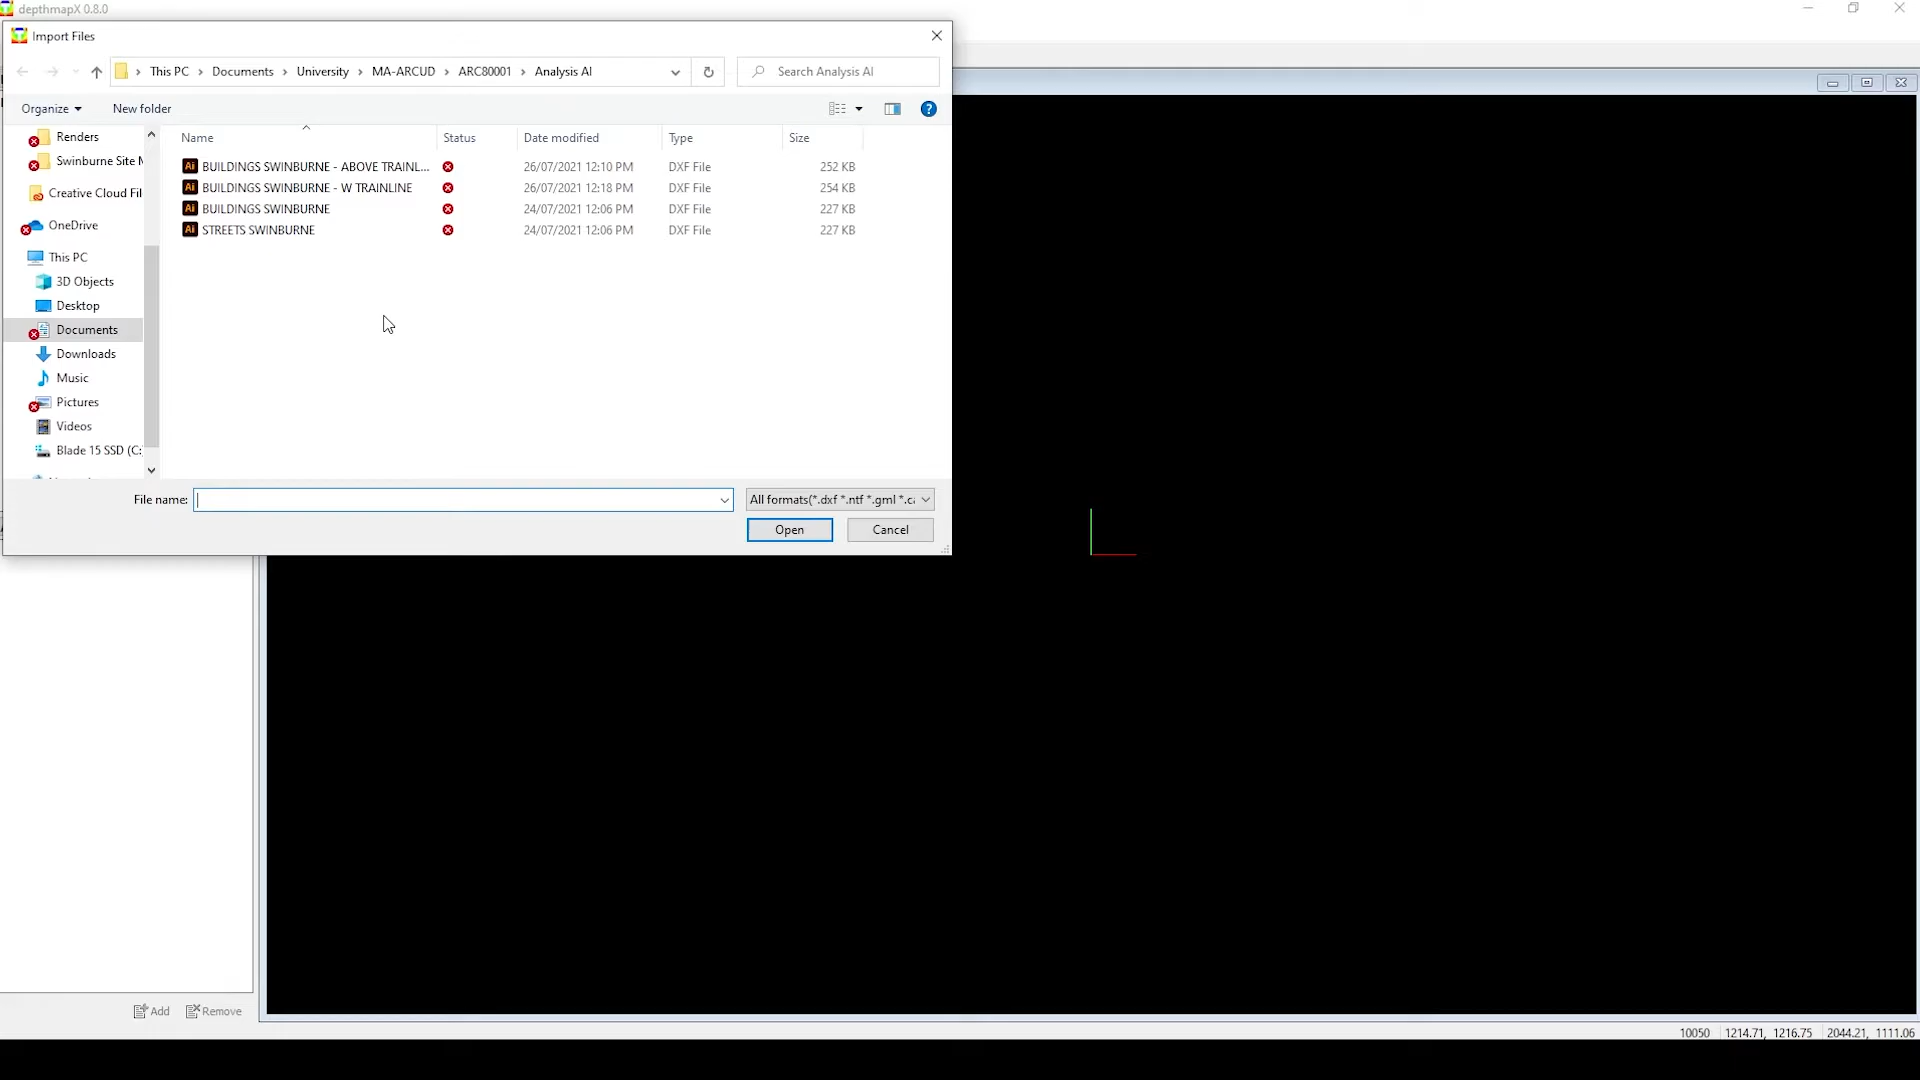 depthmapX 0.8.0
Import Files
This PC › Documents › University › MA-ARCUD › ARC80001 › Analysis AI
Search Analysis AI
Organize
New folder
Name Status Date modified Type Size
BUILDINGS SWINBURNE - ABOVE TRAINL... 26/07/2021 12:10 PM DXF File 252 KB
BUILDINGS SWINBURNE - W TRAINLINE 26/07/2021 12:18 PM DXF File 254 KB
BUILDINGS SWINBURNE 24/07/2021 12:06 PM DXF File 227 KB
STREETS SWINBURNE 24/07/2021 12:06 PM DXF File 227 KB
Renders
Swinburne Site
Creative Cloud Fil
OneDrive
This PC
3D Objects
Desktop
Documents
Downloads
Music
Pictures
Videos
Blade 15 SSD (C:
File name:
All formats(*.dxf *.ntf *.gml *.ca
Open
Cancel
Add
Remove
10050 1214.71, 1216.75 2044.21, 1111.06